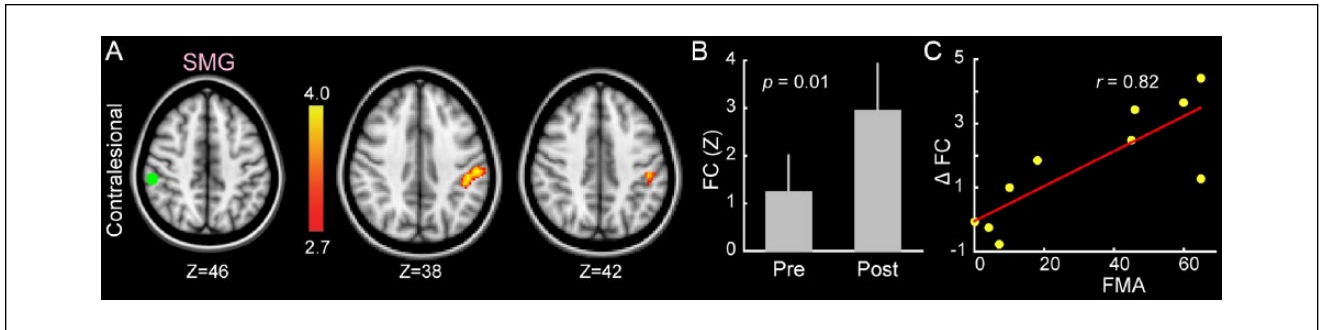 A
SMG
Contralesional
Z=46
4.0
2.7
Z=38
Z=42
B
p = 0.01
FC (Z)
4
3
2
1
0
Pre
Post
C
r = 0.82
Δ FC
5
3
1
-1
0
20
40
60
FMA